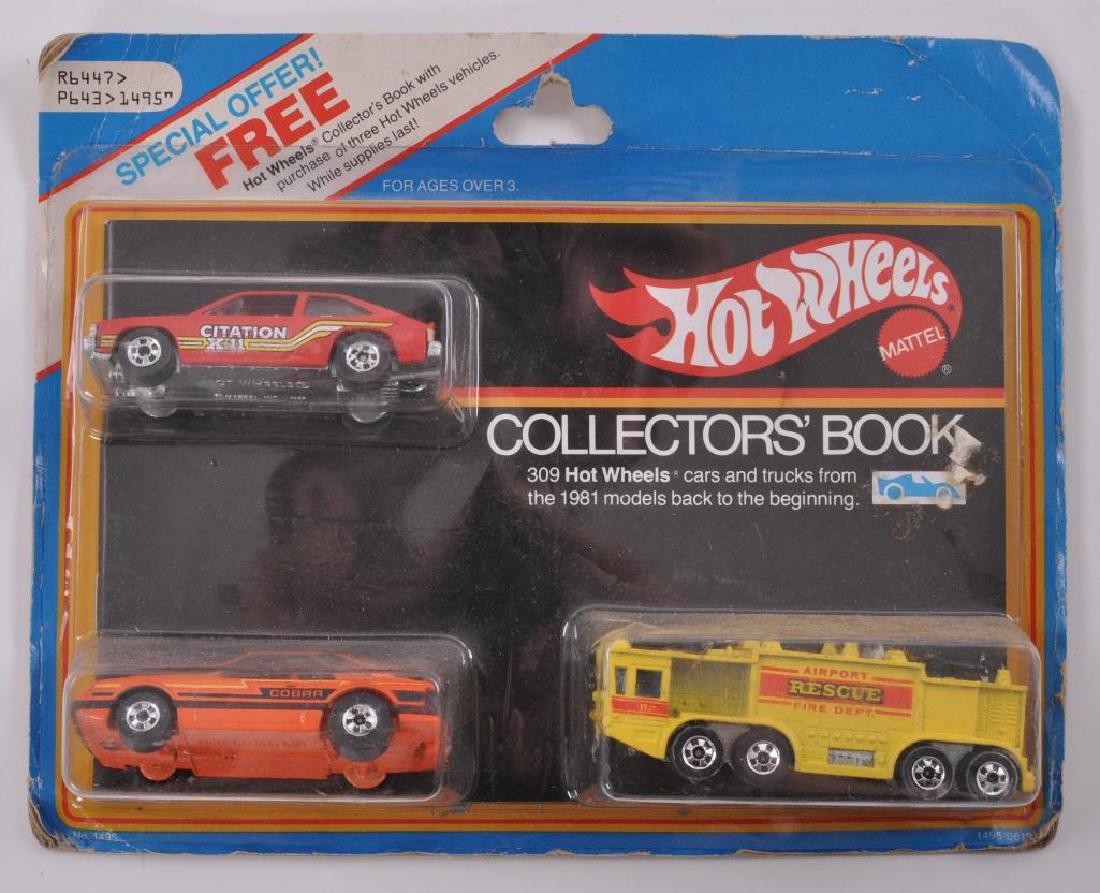 R6447>
P643>1495"
SPECIAL OFFER!
FREE
Hot Wheels® Collector's Book with
purchase of three Hot Wheels vehicles.
While supplies last!
FOR AGES OVER 3.
HOT WHEELS
MATTEL
®
CITATION
X-11
HOT WHEELS
COLLECTORS' BOOK
309 Hot Wheels® cars and trucks from
the 1981 models back to the beginning.
COBRA
AIRPORT
RESCUE
FIRE DEPT.
No. 1495